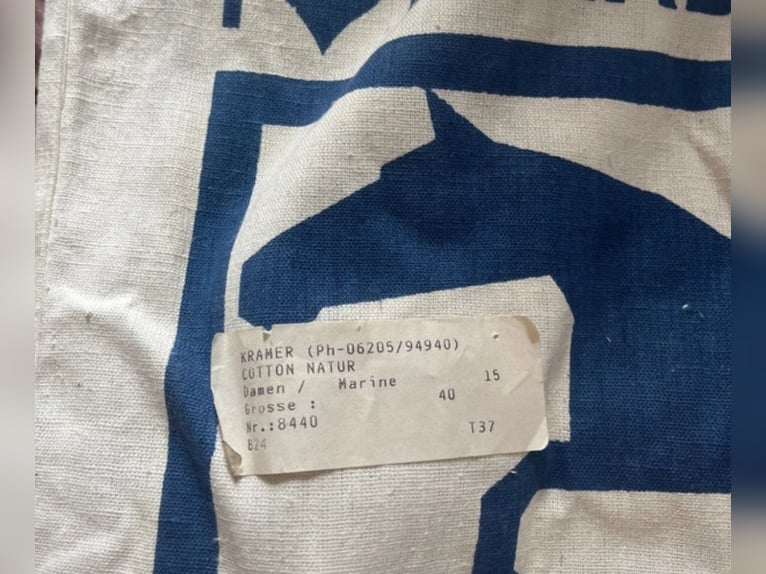 KRAMER (Ph-06205/94940)
COTTON NATUR
Damen / Marine 15
Grosse : 40
Nr.:8440
B24 T37